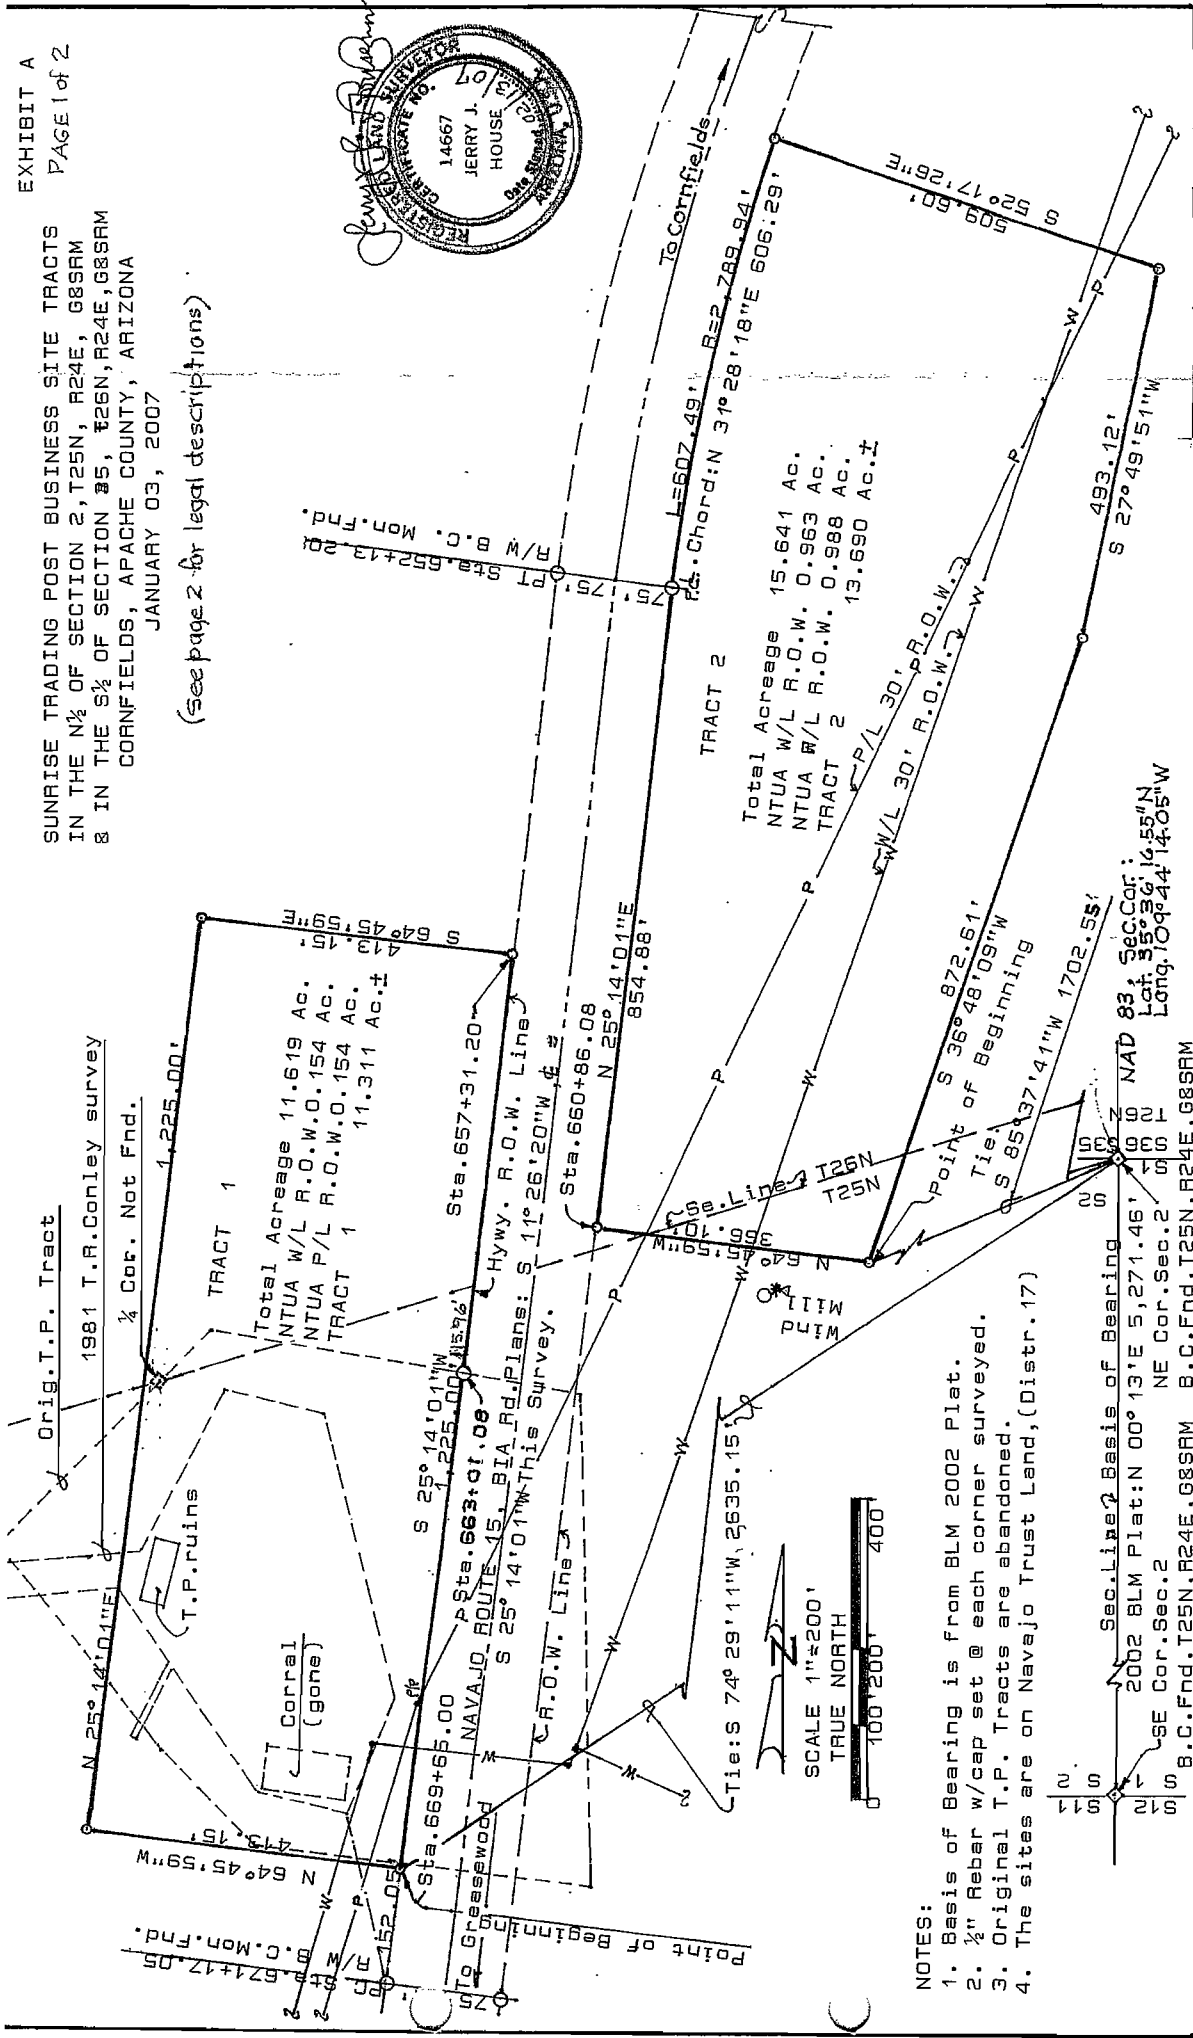 EXHIBIT A
PAGE 1 of 2
SUNRISE TRADING POST BUSINESS SITE TRACTS
IN THE N½ OF SECTION 2, T25N, R24E, G&SRM
& IN THE S½ OF SECTION 35, T26N, R24E, G&SRM
CORNFIELDS, APACHE COUNTY, ARIZONA
JANUARY 03, 2007
(see page 2 for legal descriptions)
REGISTERED LAND SURVEYOR
CERTIFICATE NO.
14667
JERRY J.
HOUSE
02/13/07
Date Signed
ARIZONA, U.S.A.
Orig. T.P. Tract
1981 T.R. Conley survey
¼ Cor. Not Fnd.
1,225.00'
N 25° 14'01"E
TRACT 1
Total Acreage 11.619 Ac.
NTUA W/L R.O.W. 0.154 Ac.
NTUA P/L R.O.W. 0.154 Ac.
TRACT 1 11.311 Ac.±
S 64° 45'59"E
413.15'
T.P. ruins
Corral
(gone)
N 64° 45'59"W
413.15'
Sta. 657+31.20
Hywy. R.O.W. Line
S 25° 14'01"W
1,225.00'
Sta. 663+01.08
Sta. 669+65.00
NAVAJO ROUTE 15, BIA Rd. Plans: S 11° 26'20"W, ℄
S 25° 14'01"W This Survey.
R.O.W. Line
To Greasewood
Point of Beginning
PC Sta. 671+17.05
R/W B.C. Mon. Fnd.
152.05'
75'
PT Sta. 652+13.20
R/W B.C. Mon. Fnd.
75'
75'
To Cornfields
L=607.49' R=2,789.94'
Chord: N 31° 28'18"E 606.29'
S 52° 17'26"E
509.60'
493.12'
S 27° 49'51"W
TRACT 2
Total Acreage 15.641 Ac.
NTUA W/L R.O.W. 0.963 Ac.
NTUA W/L R.O.W. 0.988 Ac.
TRACT 2 13.690 Ac.±
P/L 30' R.O.W.
W/L 30' R.O.W.
Sta. 660+86.08
N 25° 14'01"E
854.88'
Se. Line
T26N
T25N
N 64° 45'59"W
366.10'
872.61'
S 36° 48'09"W
Point of Beginning
Tie:
S 85° 37'41"W 1702.55'
Wind
Mill
Tie: S 74° 29'11"W, 2635.15'
SCALE 1"=200'
TRUE NORTH
0 100' 200' 400'
NOTES:
1. Basis of Bearing is from BLM 2002 Plat.
2. ½" Rebar w/cap set @ each corner surveyed.
3. Original T.P. Tracts are abandoned.
4. The sites are on Navajo Trust Land, (Distr. 17)
NAD 83, Sec. Cor.:
Lat. 35° 36' 16.55"N
Long. 109° 44' 14.05"W
Sec. Line Basis of Bearing
2002 BLM Plat: N 00° 13'E 5,271.46'
S11 S 2
S12 S 1
SE Cor. Sec. 2
B.C. Fnd. T25N, R24E, G&SRM
S2 S35
S1 S36
T26N
NE Cor. Sec. 2
B.C. Fnd. T25N, R24E, G&SRM